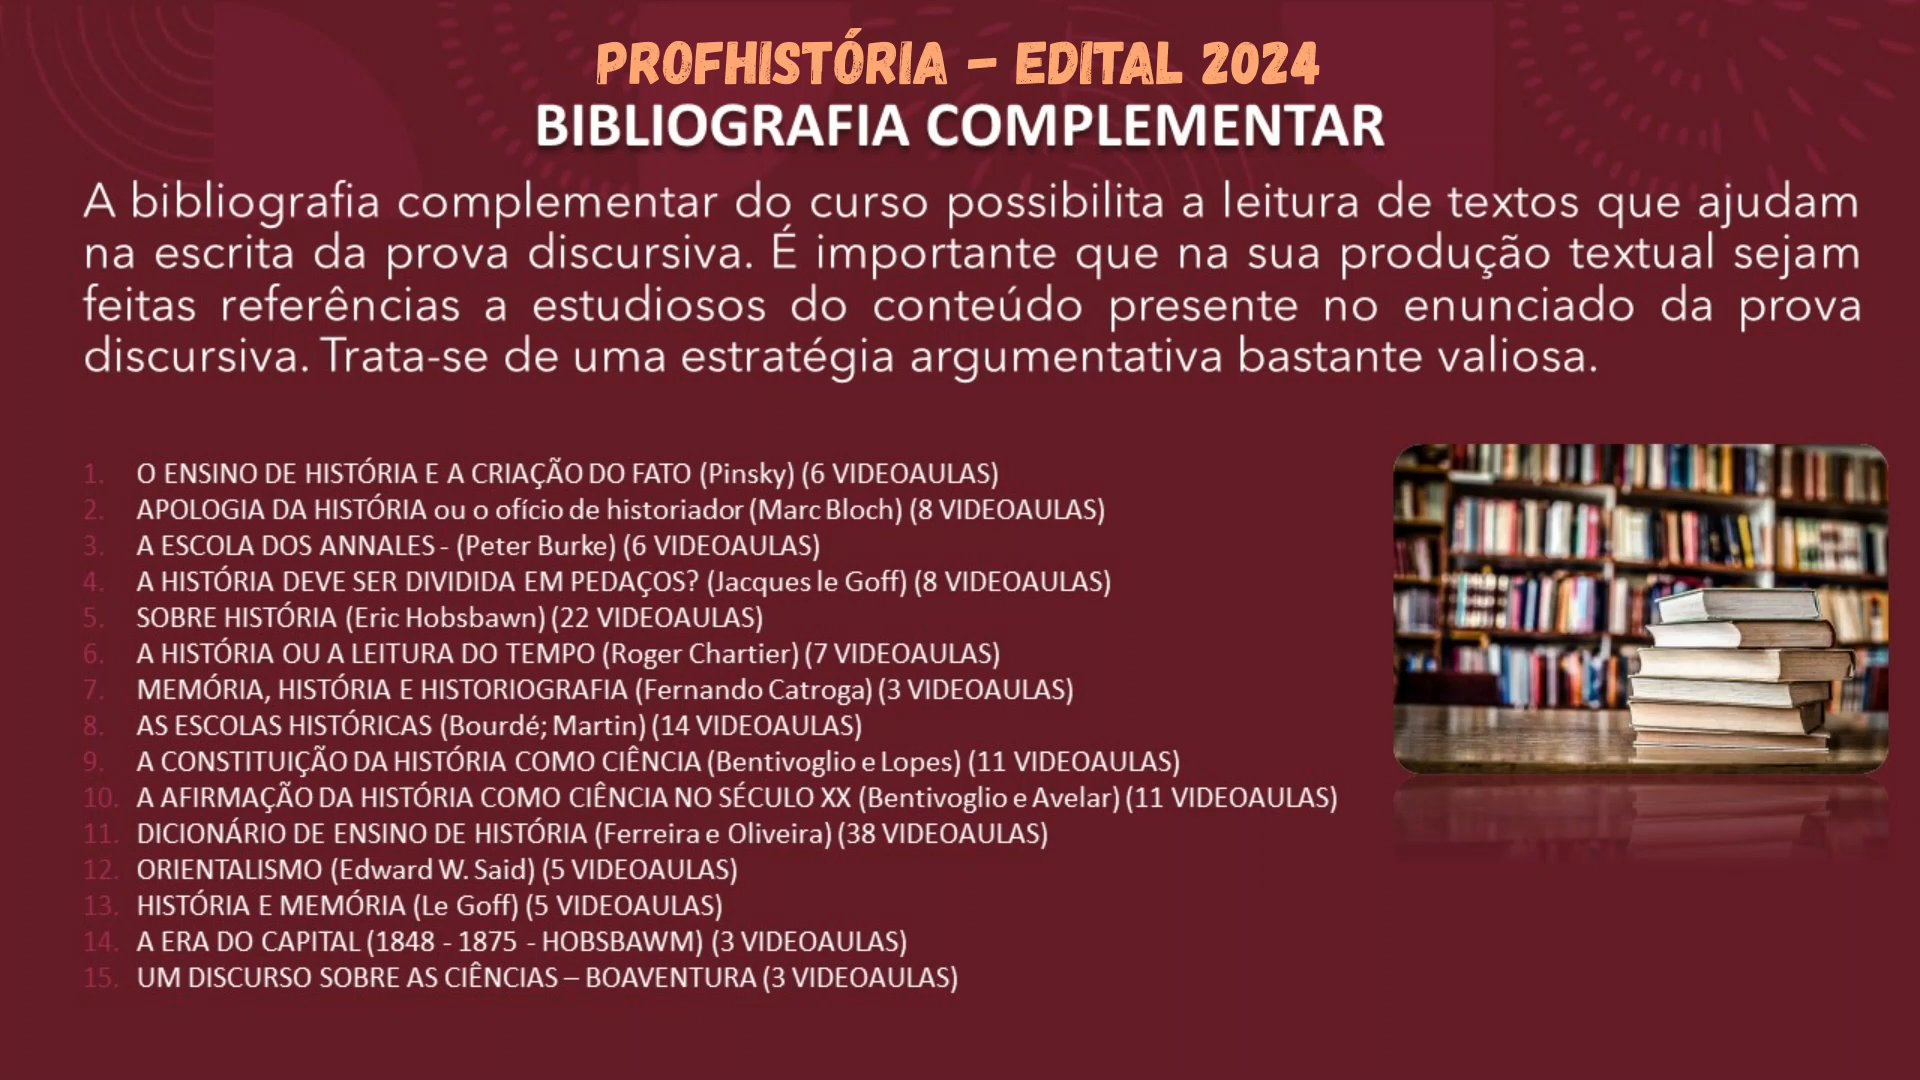 PROFHISTÓRIA – EDITAL 2024
BIBLIOGRAFIA COMPLEMENTAR
A bibliografia complementar do curso possibilita a leitura de textos que ajudam
na escrita da prova discursiva. É importante que na sua produção textual sejam
feitas referências a estudiosos do conteúdo presente no enunciado da prova
discursiva. Trata-se de uma estratégia argumentativa bastante valiosa.
1. O ENSINO DE HISTÓRIA E A CRIAÇÃO DO FATO (Pinsky) (6 VIDEOAULAS)
2. APOLOGIA DA HISTÓRIA ou o ofício de historiador (Marc Bloch) (8 VIDEOAULAS)
3. A ESCOLA DOS ANNALES - (Peter Burke) (6 VIDEOAULAS)
4. A HISTÓRIA DEVE SER DIVIDIDA EM PEDAÇOS? (Jacques le Goff) (8 VIDEOAULAS)
5. SOBRE HISTÓRIA (Eric Hobsbawn) (22 VIDEOAULAS)
6. A HISTÓRIA OU A LEITURA DO TEMPO (Roger Chartier) (7 VIDEOAULAS)
7. MEMÓRIA, HISTÓRIA E HISTORIOGRAFIA (Fernando Catroga) (3 VIDEOAULAS)
8. AS ESCOLAS HISTÓRICAS (Bourdé; Martin) (14 VIDEOAULAS)
9. A CONSTITUIÇÃO DA HISTÓRIA COMO CIÊNCIA (Bentivoglio e Lopes) (11 VIDEOAULAS)
10. A AFIRMAÇÃO DA HISTÓRIA COMO CIÊNCIA NO SÉCULO XX (Bentivoglio e Avelar) (11 VIDEOAULAS)
11. DICIONÁRIO DE ENSINO DE HISTÓRIA (Ferreira e Oliveira) (38 VIDEOAULAS)
12. ORIENTALISMO (Edward W. Said) (5 VIDEOAULAS)
13. HISTÓRIA E MEMÓRIA (Le Goff) (5 VIDEOAULAS)
14. A ERA DO CAPITAL (1848 - 1875 - HOBSBAWM) (3 VIDEOAULAS)
15. UM DISCURSO SOBRE AS CIÊNCIAS – BOAVENTURA (3 VIDEOAULAS)